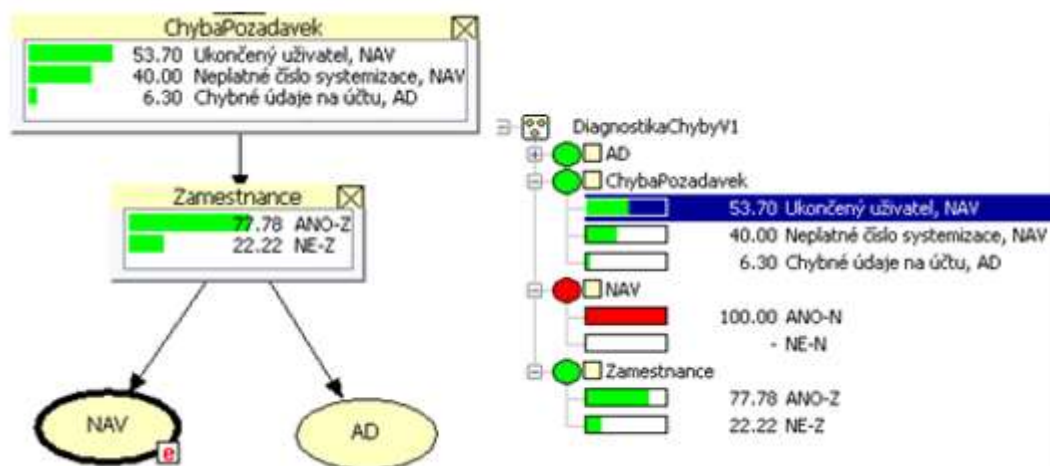 ChybaPozadavek
53.70 Ukončený uživatel, NAV
40.00 Neplatné číslo systemizace, NAV
6.30 Chybné údaje na účtu, AD
Zamestnance
77.78 ANO-Z
22.22 NE-Z
NAV
e
AD
DiagnostikaChybyV1
AD
ChybaPozadavek
53.70 Ukončený uživatel, NAV
40.00 Neplatné číslo systemizace, NAV
6.30 Chybné údaje na účtu, AD
NAV
100.00 ANO-N
- NE-N
Zamestnance
77.78 ANO-Z
22.22 NE-Z